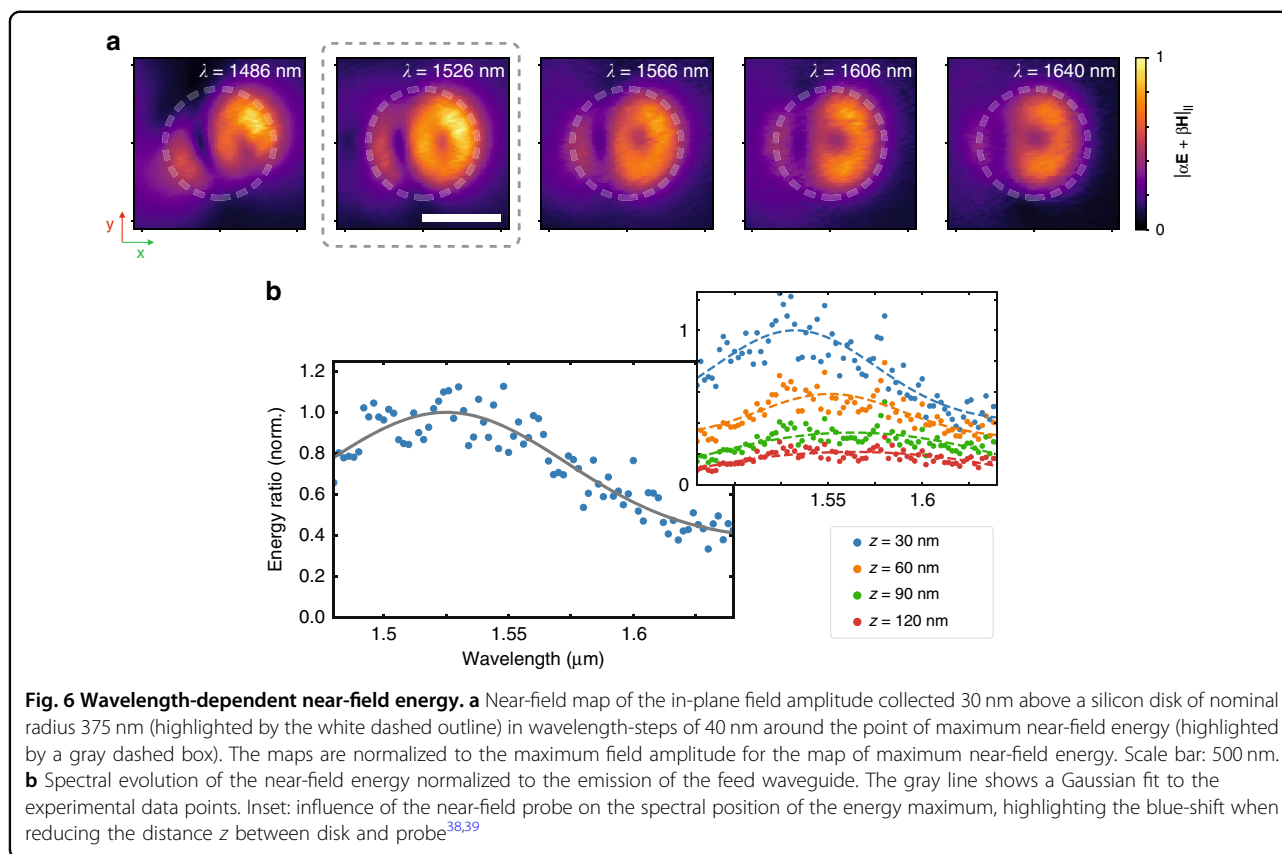 a
λ = 1486 nm
λ = 1526 nm
λ = 1566 nm
λ = 1606 nm
λ = 1640 nm
1
|αE + βH|||
0
y
x
b
Energy ratio (norm.)
1.2
1.0
0.8
0.6
0.4
0.2
0.0
1.5
1.55
1.6
Wavelength (μm)
1
0
1.55
1.6
z = 30 nm
z = 60 nm
z = 90 nm
z = 120 nm
Fig. 6 Wavelength-dependent near-field energy. a Near-field map of the in-plane field amplitude collected 30 nm above a silicon disk of nominal
radius 375 nm (highlighted by the white dashed outline) in wavelength-steps of 40 nm around the point of maximum near-field energy (highlighted
by a gray dashed box). The maps are normalized to the maximum field amplitude for the map of maximum near-field energy. Scale bar: 500 nm.
b Spectral evolution of the near-field energy normalized to the emission of the feed waveguide. The gray line shows a Gaussian fit to the
experimental data points. Inset: influence of the near-field probe on the spectral position of the energy maximum, highlighting the blue-shift when
reducing the distance z between disk and probe38,39